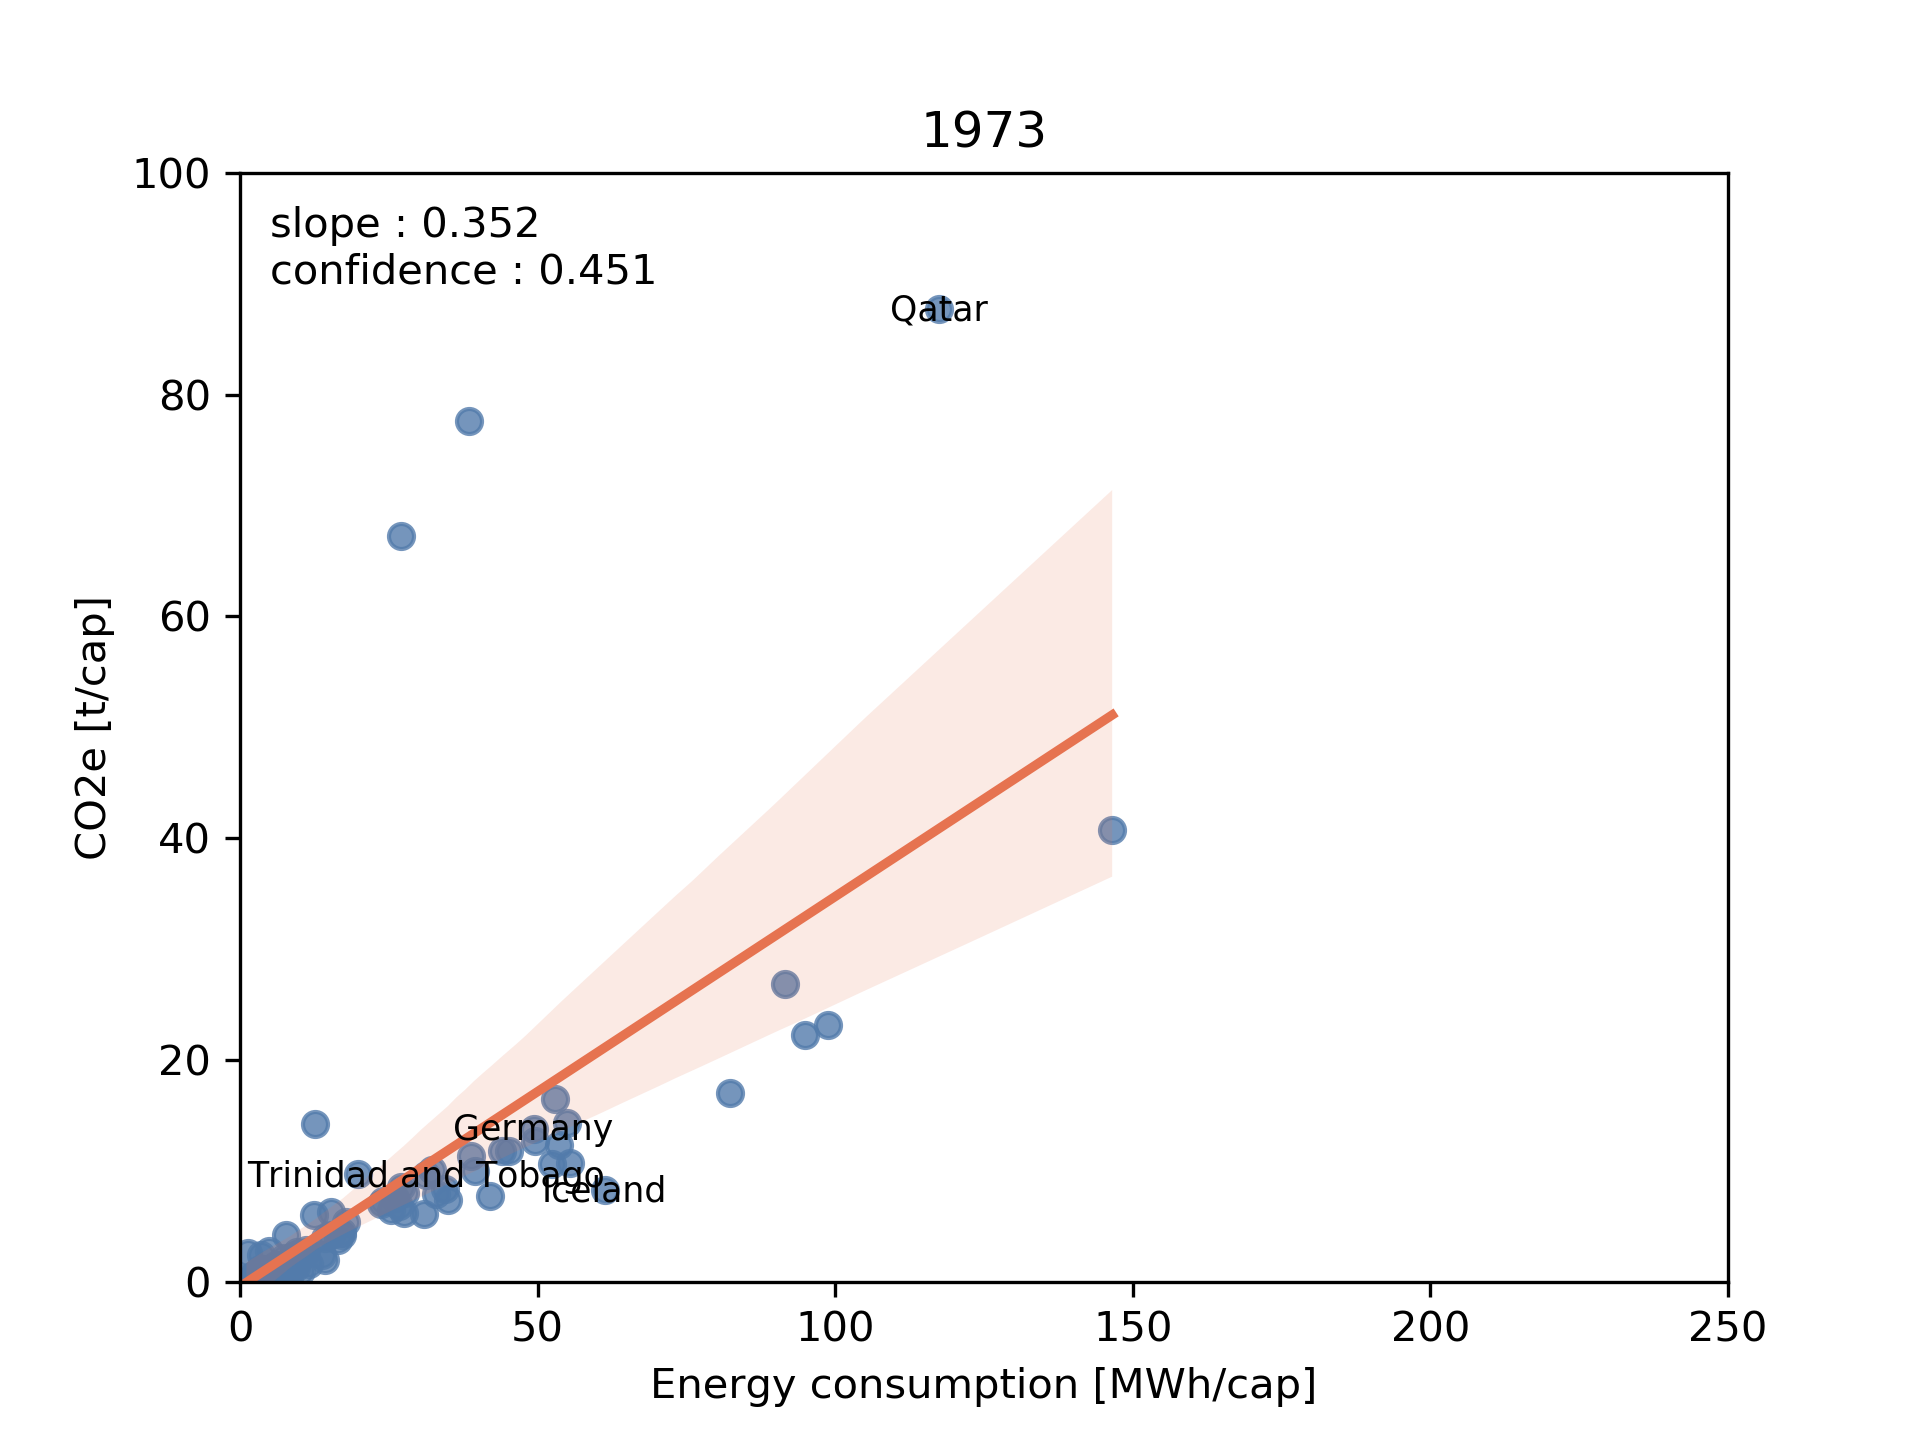 1973
100
80
60
40
20
0
CO2e [t/cap]
slope : 0.352
confidence : 0.451
Qatar
Germany
Trinidad and Tobago
Iceland
0 50 100 150 200 250
Energy consumption [MWh/cap]